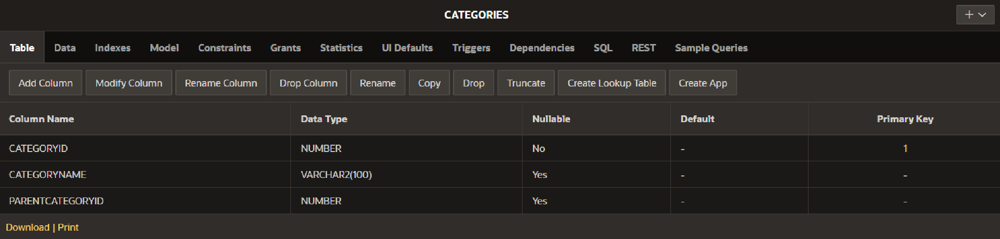 CATEGORIES
+
Table Data Indexes Model Constraints Grants Statistics UI Defaults Triggers Dependencies SQL REST Sample Queries
Add Column Modify Column Rename Column Drop Column Rename Copy Drop Truncate Create Lookup Table Create App
Column Name Data Type Nullable Default Primary Key
CATEGORYID NUMBER No - 1
CATEGORYNAME VARCHAR2(100) Yes - -
PARENTCATEGORYID NUMBER Yes - -
Download | Print